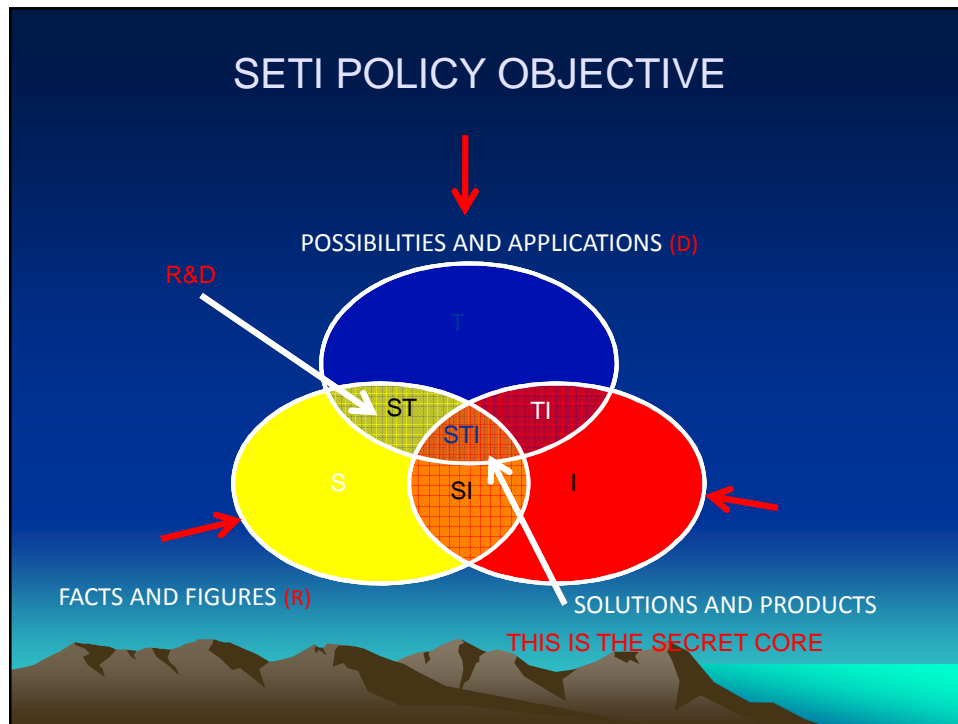 SETI POLICY OBJECTIVE
POSSIBILITIES AND APPLICATIONS (D)
R&D
T
ST
TI
STI
S
SI
I
FACTS AND FIGURES (R)
SOLUTIONS AND PRODUCTS
THIS IS THE SECRET CORE